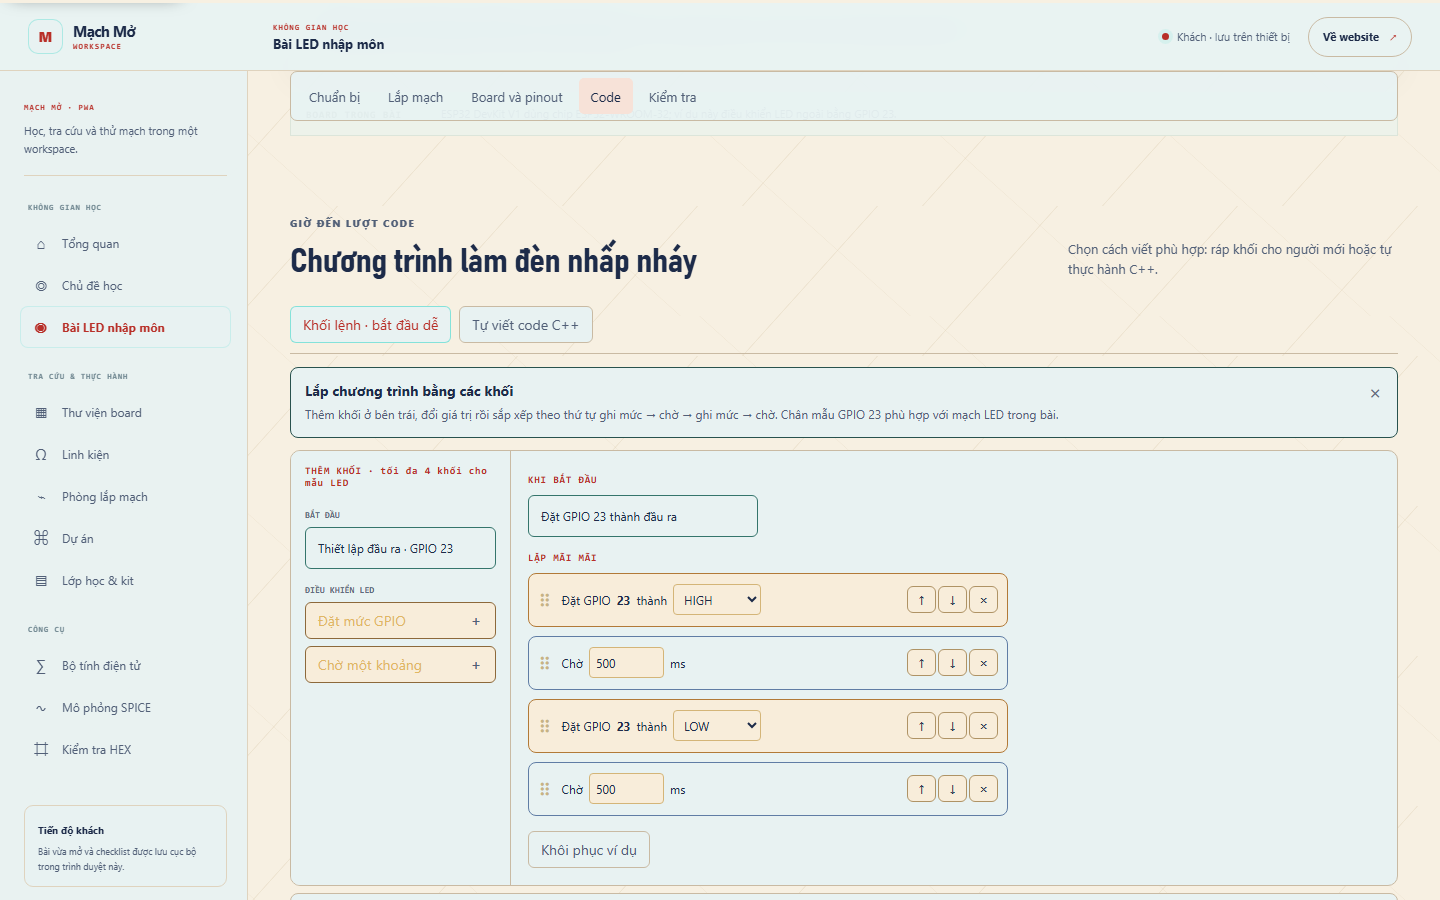 M
Mạch Mở
WORKSPACE
KHÔNG GIAN HỌC
Bài LED nhập môn
Khách · lưu trên thiết bị
Về website ↗
MẠCH MỞ · PWA
Học, tra cứu và thử mạch trong một
workspace.
KHÔNG GIAN HỌC
Tổng quan
Chủ đề học
Bài LED nhập môn
TRA CỨU & THỰC HÀNH
Thư viện board
Linh kiện
Phòng lắp mạch
Dự án
Lớp học & kit
CÔNG CỤ
Bộ tính điện tử
Mô phỏng SPICE
Kiểm tra HEX
Tiến độ khách
Bài vừa mở và checklist được lưu cục bộ
trong trình duyệt này.
Chuẩn bị
Lắp mạch
Board và pinout
Code
Kiểm tra
GIỜ ĐẾN LƯỢT CODE
Chương trình làm đèn nhấp nháy
Chọn cách viết phù hợp: ráp khối cho người mới hoặc tự
thực hành C++.
Khối lệnh · bắt đầu dễ
Tự viết code C++
Lắp chương trình bằng các khối
Thêm khối ở bên trái, đổi giá trị rồi sắp xếp theo thứ tự ghi mức → chờ → ghi mức → chờ. Chân mẫu GPIO 23 phù hợp với mạch LED trong bài.
×
THÊM KHỐI · tối đa 4 khối cho
mẫu LED
BẮT ĐẦU
Thiết lập đầu ra · GPIO 23
ĐIỀU KHIỂN LED
Đặt mức GPIO +
Chờ một khoảng +
KHI BẮT ĐẦU
Đặt GPIO 23 thành đầu ra
LẶP MÃI MÃI
Đặt GPIO 23 thành HIGH ↑ ↓ ×
Chờ 500 ms ↑ ↓ ×
Đặt GPIO 23 thành LOW ↑ ↓ ×
Chờ 500 ms ↑ ↓ ×
Khôi phục ví dụ